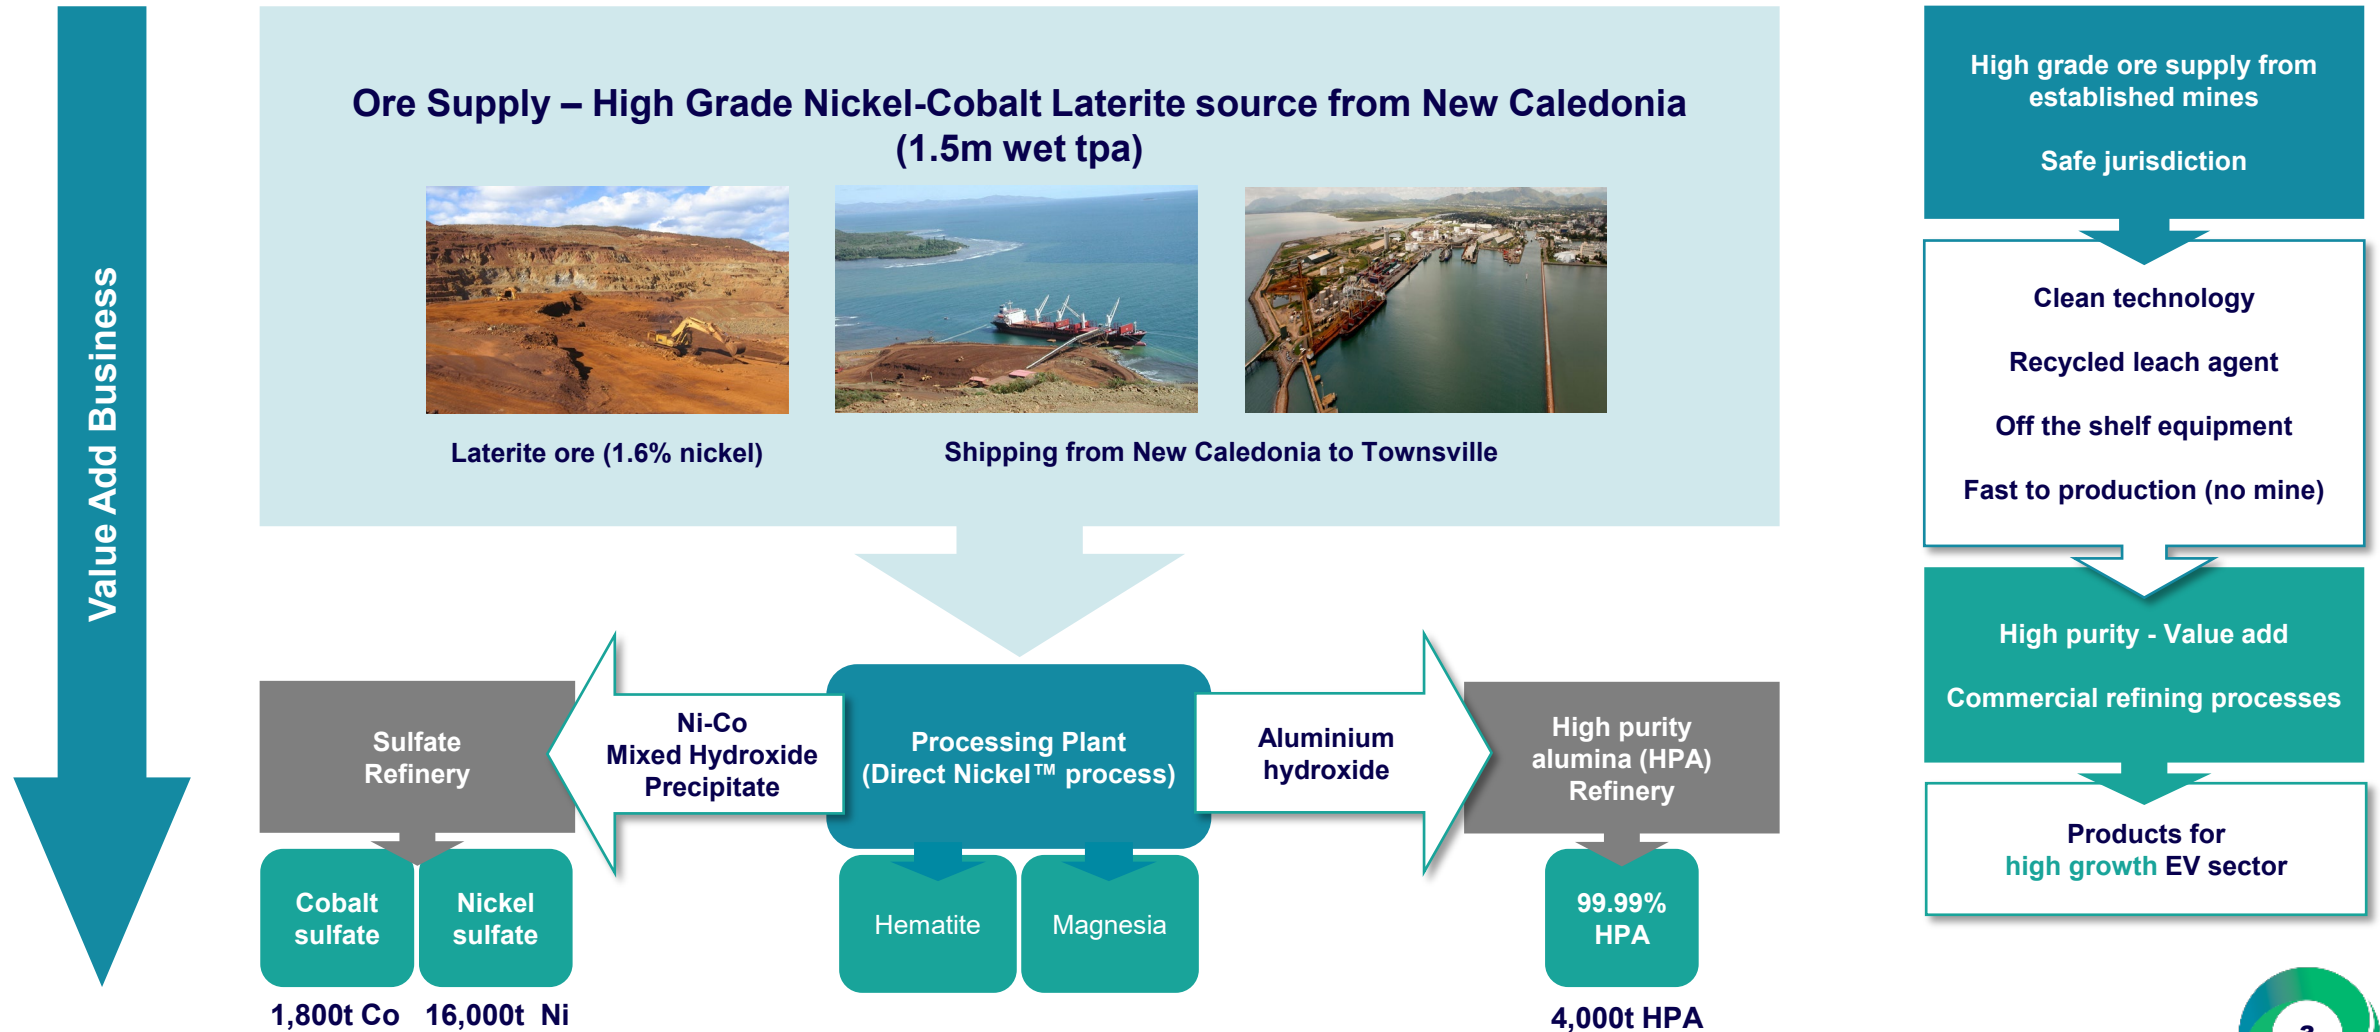 Value Add Business
Ore Supply – High Grade Nickel-Cobalt Laterite source from New Caledonia
(1.5m wet tpa)
Laterite ore (1.6% nickel)
Shipping from New Caledonia to Townsville
Sulfate
Refinery
Ni-Co
Mixed Hydroxide
Precipitate
Processing Plant
(Direct Nickel™ process)
Aluminium
hydroxide
High purity
alumina (HPA)
Refinery
Cobalt
sulfate
Nickel
sulfate
Hematite
Magnesia
99.99%
HPA
1,800t Co
16,000t Ni
4,000t HPA
High grade ore supply from
established mines
Safe jurisdiction
Clean technology
Recycled leach agent
Off the shelf equipment
Fast to production (no mine)
High purity - Value add
Commercial refining processes
Products for
high growth EV sector